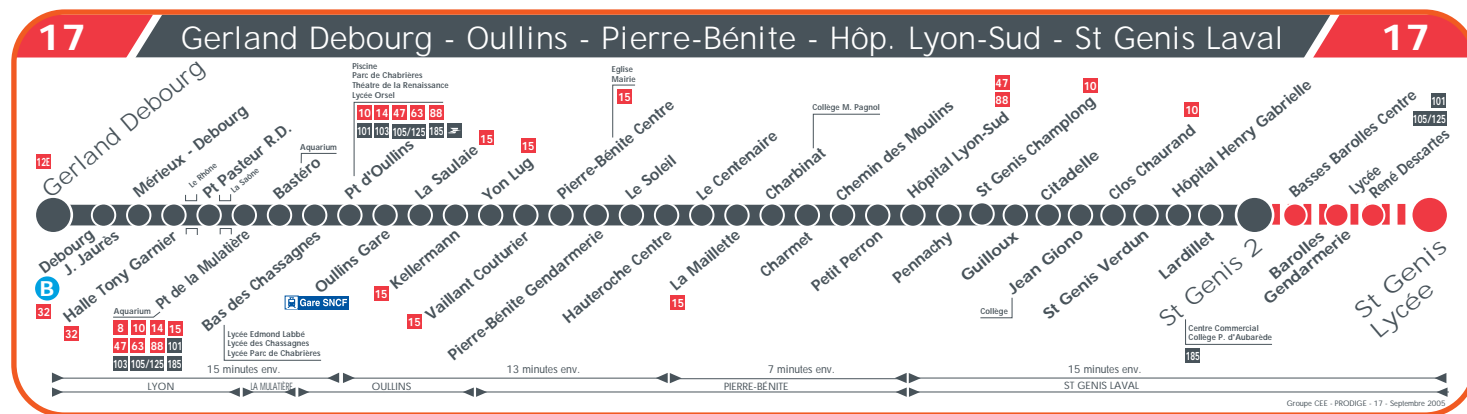 17
Gerland Debourg - Oullins - Pierre-Bénite - Hôp. Lyon-Sud - St Genis Laval
17
12E
Gerland Debourg
Mérieux - Debourg
Le Rhône
Pt Pasteur R.D.
La Saône
Aquarium
Bastéro
Piscine
Parc de Chabrières
Théatre de la Renaissance
Lycée Orsel
10 14 47 63 88
101 103 105/125 185
Pt d'Oullins
La Saulaie
15
Yon Lug
15
Eglise
Mairie
15
Pierre-Bénite Centre
Le Soleil
Le Centenaire
Collège M. Pagnol
Charbinat
Chemin des Moulins
47
88
Hôpital Lyon-Sud
10
St Genis Champlong
Citadelle
10
Clos Chaurand
Hôpital Henry Gabrielle
Basses Barolles Centre
101
105/125
Lycée
René Descartes
Debourg
J. Jaurès
B
32
Halle Tony Garnier
32
Pt de la Mulatière
Aquarium
8 10 14 15
47 63 88 101
103 105/125 185
Bas des Chassagnes
Lycée Edmond Labbé
Lycée des Chassagnes
Lycée Parc de Chabrières
Oullins Gare
Gare SNCF
Kellermann
15
Vaillant Couturier
15
Pierre-Bénite Gendarmerie
Hauteroche Centre
La Maillette
15
Charmet
Petit Perron
Pennachy
Guilloux
Jean Giono
Collège
St Genis Verdun
Lardillet
St Genis 2
Centre Commercial
Collège P. d'Aubarède
185
Barolles
Gendarmerie
St Genis
Lycée
15 minutes env.
13 minutes env.
7 minutes env.
15 minutes env.
LYON
LA MULATIÈRE
OULLINS
PIERRE-BÉNITE
ST GENIS LAVAL
Groupe CEE - PRODIGE - 17 - Septembre 2005